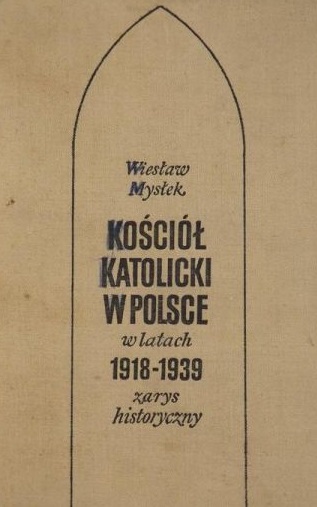 Wiesław
Mysłek
KOŚCIÓŁ
KATOLICKI
W POLSCE
w latach
1918-1939
zarys
historyczny